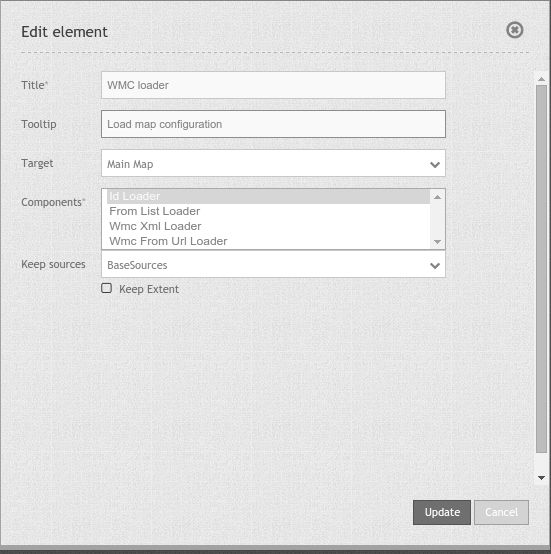 Edit element
Title* WMC loader
Tooltip Load map configuration
Target Main Map
Components* Id Loader
From List Loader
Wmc Xml Loader
Wmc From Url Loader
Keep sources BaseSources
Keep Extent
Update Cancel